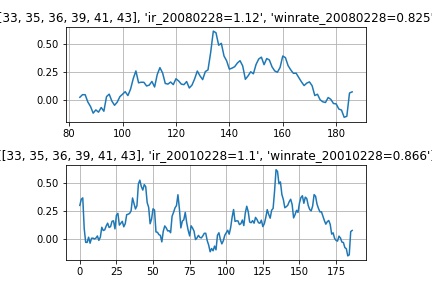 [33, 35, 36, 39, 41, 43], 'ir_20080228=1.12', 'winrate_20080228=0.825'
0.50
0.25
0.00
80 100 120 140 160 180
[33, 35, 36, 39, 41, 43], 'ir_20010228=1.1', 'winrate_20010228=0.866'
0.50
0.25
0.00
0 25 50 75 100 125 150 175